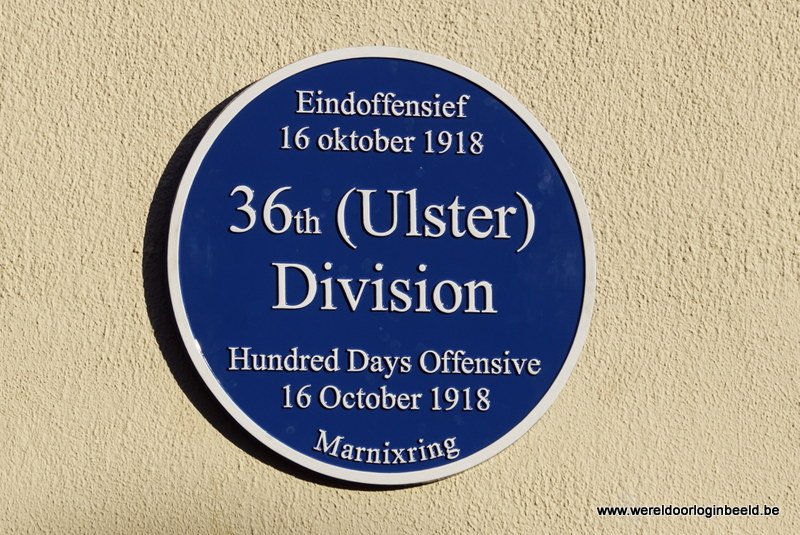 Eindoffensief
16 oktober 1918
36th (Ulster)
Division
Hundred Days Offensive
16 October 1918
Marnixring
www.wereldoorloginbeeld.be